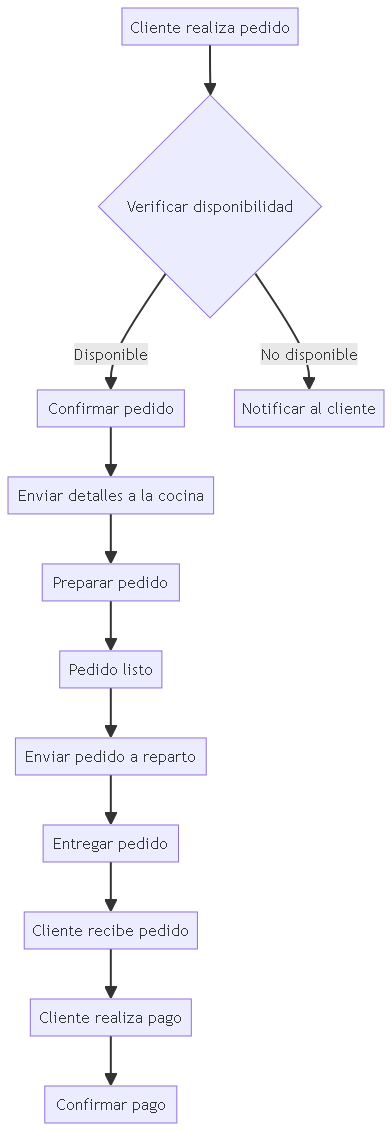 Cliente realiza pedido
Verificar disponibilidad
Disponible
No disponible
Confirmar pedido
Notificar al cliente
Enviar detalles a la cocina
Preparar pedido
Pedido listo
Enviar pedido a reparto
Entregar pedido
Cliente recibe pedido
Cliente realiza pago
Confirmar pago